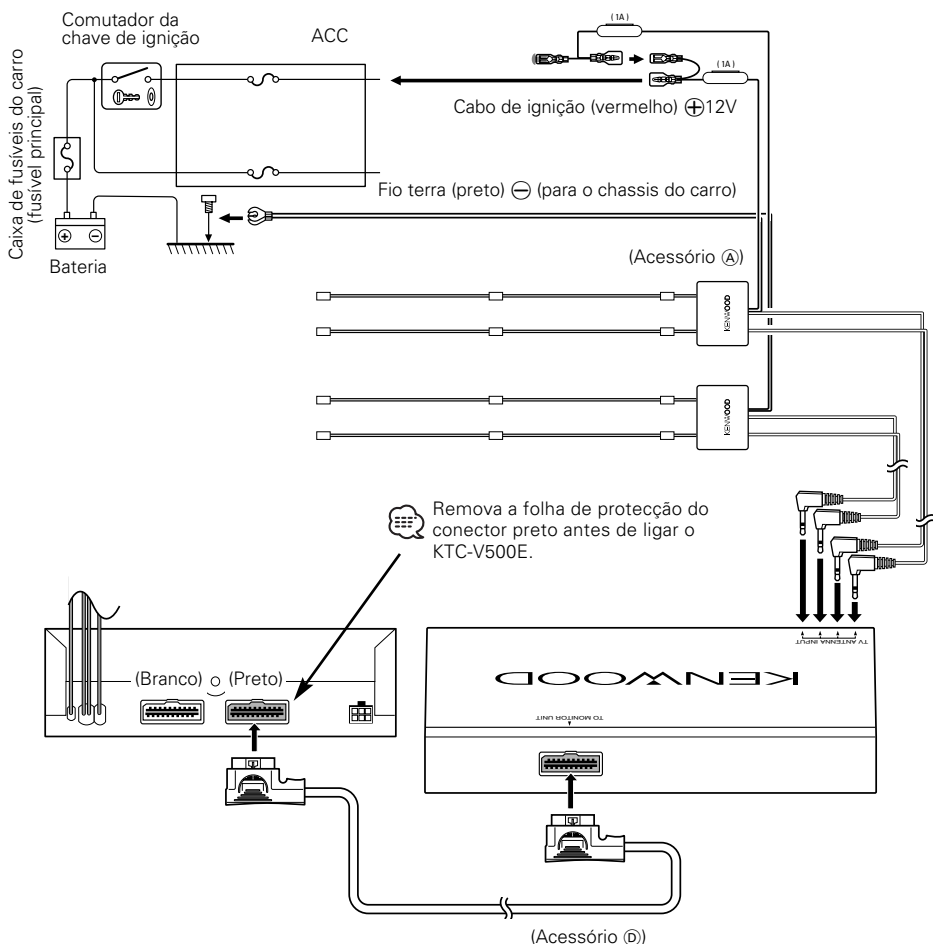 Comutador da
chave de ignição
ACC
(1A)
(1A)
Cabo de ignição (vermelho) ⊕12V
Caixa de fusíveis do carro
(fusível principal)
Fio terra (preto) ⊖ (para o chassis do carro)
⊕ ⊖
Bateria
(Acessório Ⓐ)
KENWOOD
KENWOOD
Remova a folha de protecção do
conector preto antes de ligar o
KTC-V500E.
TV ANTENNA INPUT
KENWOOD
(Branco) (Preto)
TO MONITOR UNIT
(Acessório Ⓓ)